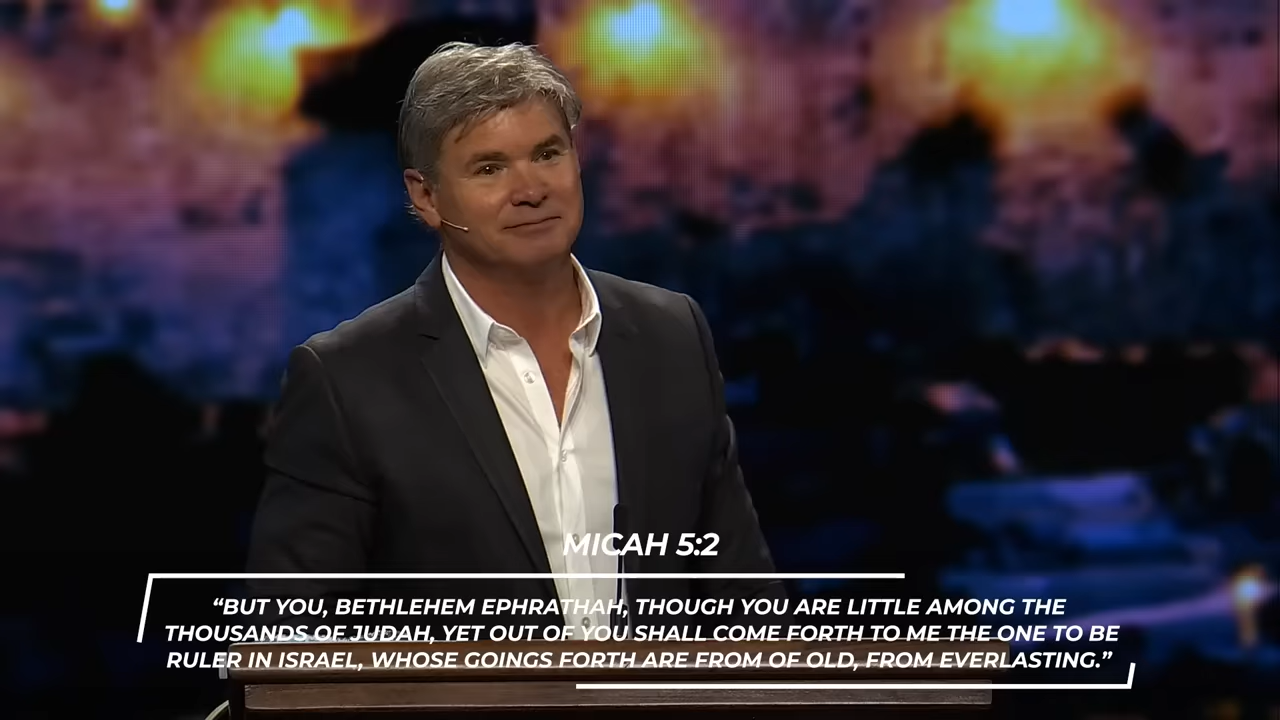 MICAH 5:2
“BUT YOU, BETHLEHEM EPHRATHAH, THOUGH YOU ARE LITTLE AMONG THE
THOUSANDS OF JUDAH, YET OUT OF YOU SHALL COME FORTH TO ME THE ONE TO BE
RULER IN ISRAEL, WHOSE GOINGS FORTH ARE FROM OF OLD, FROM EVERLASTING.”